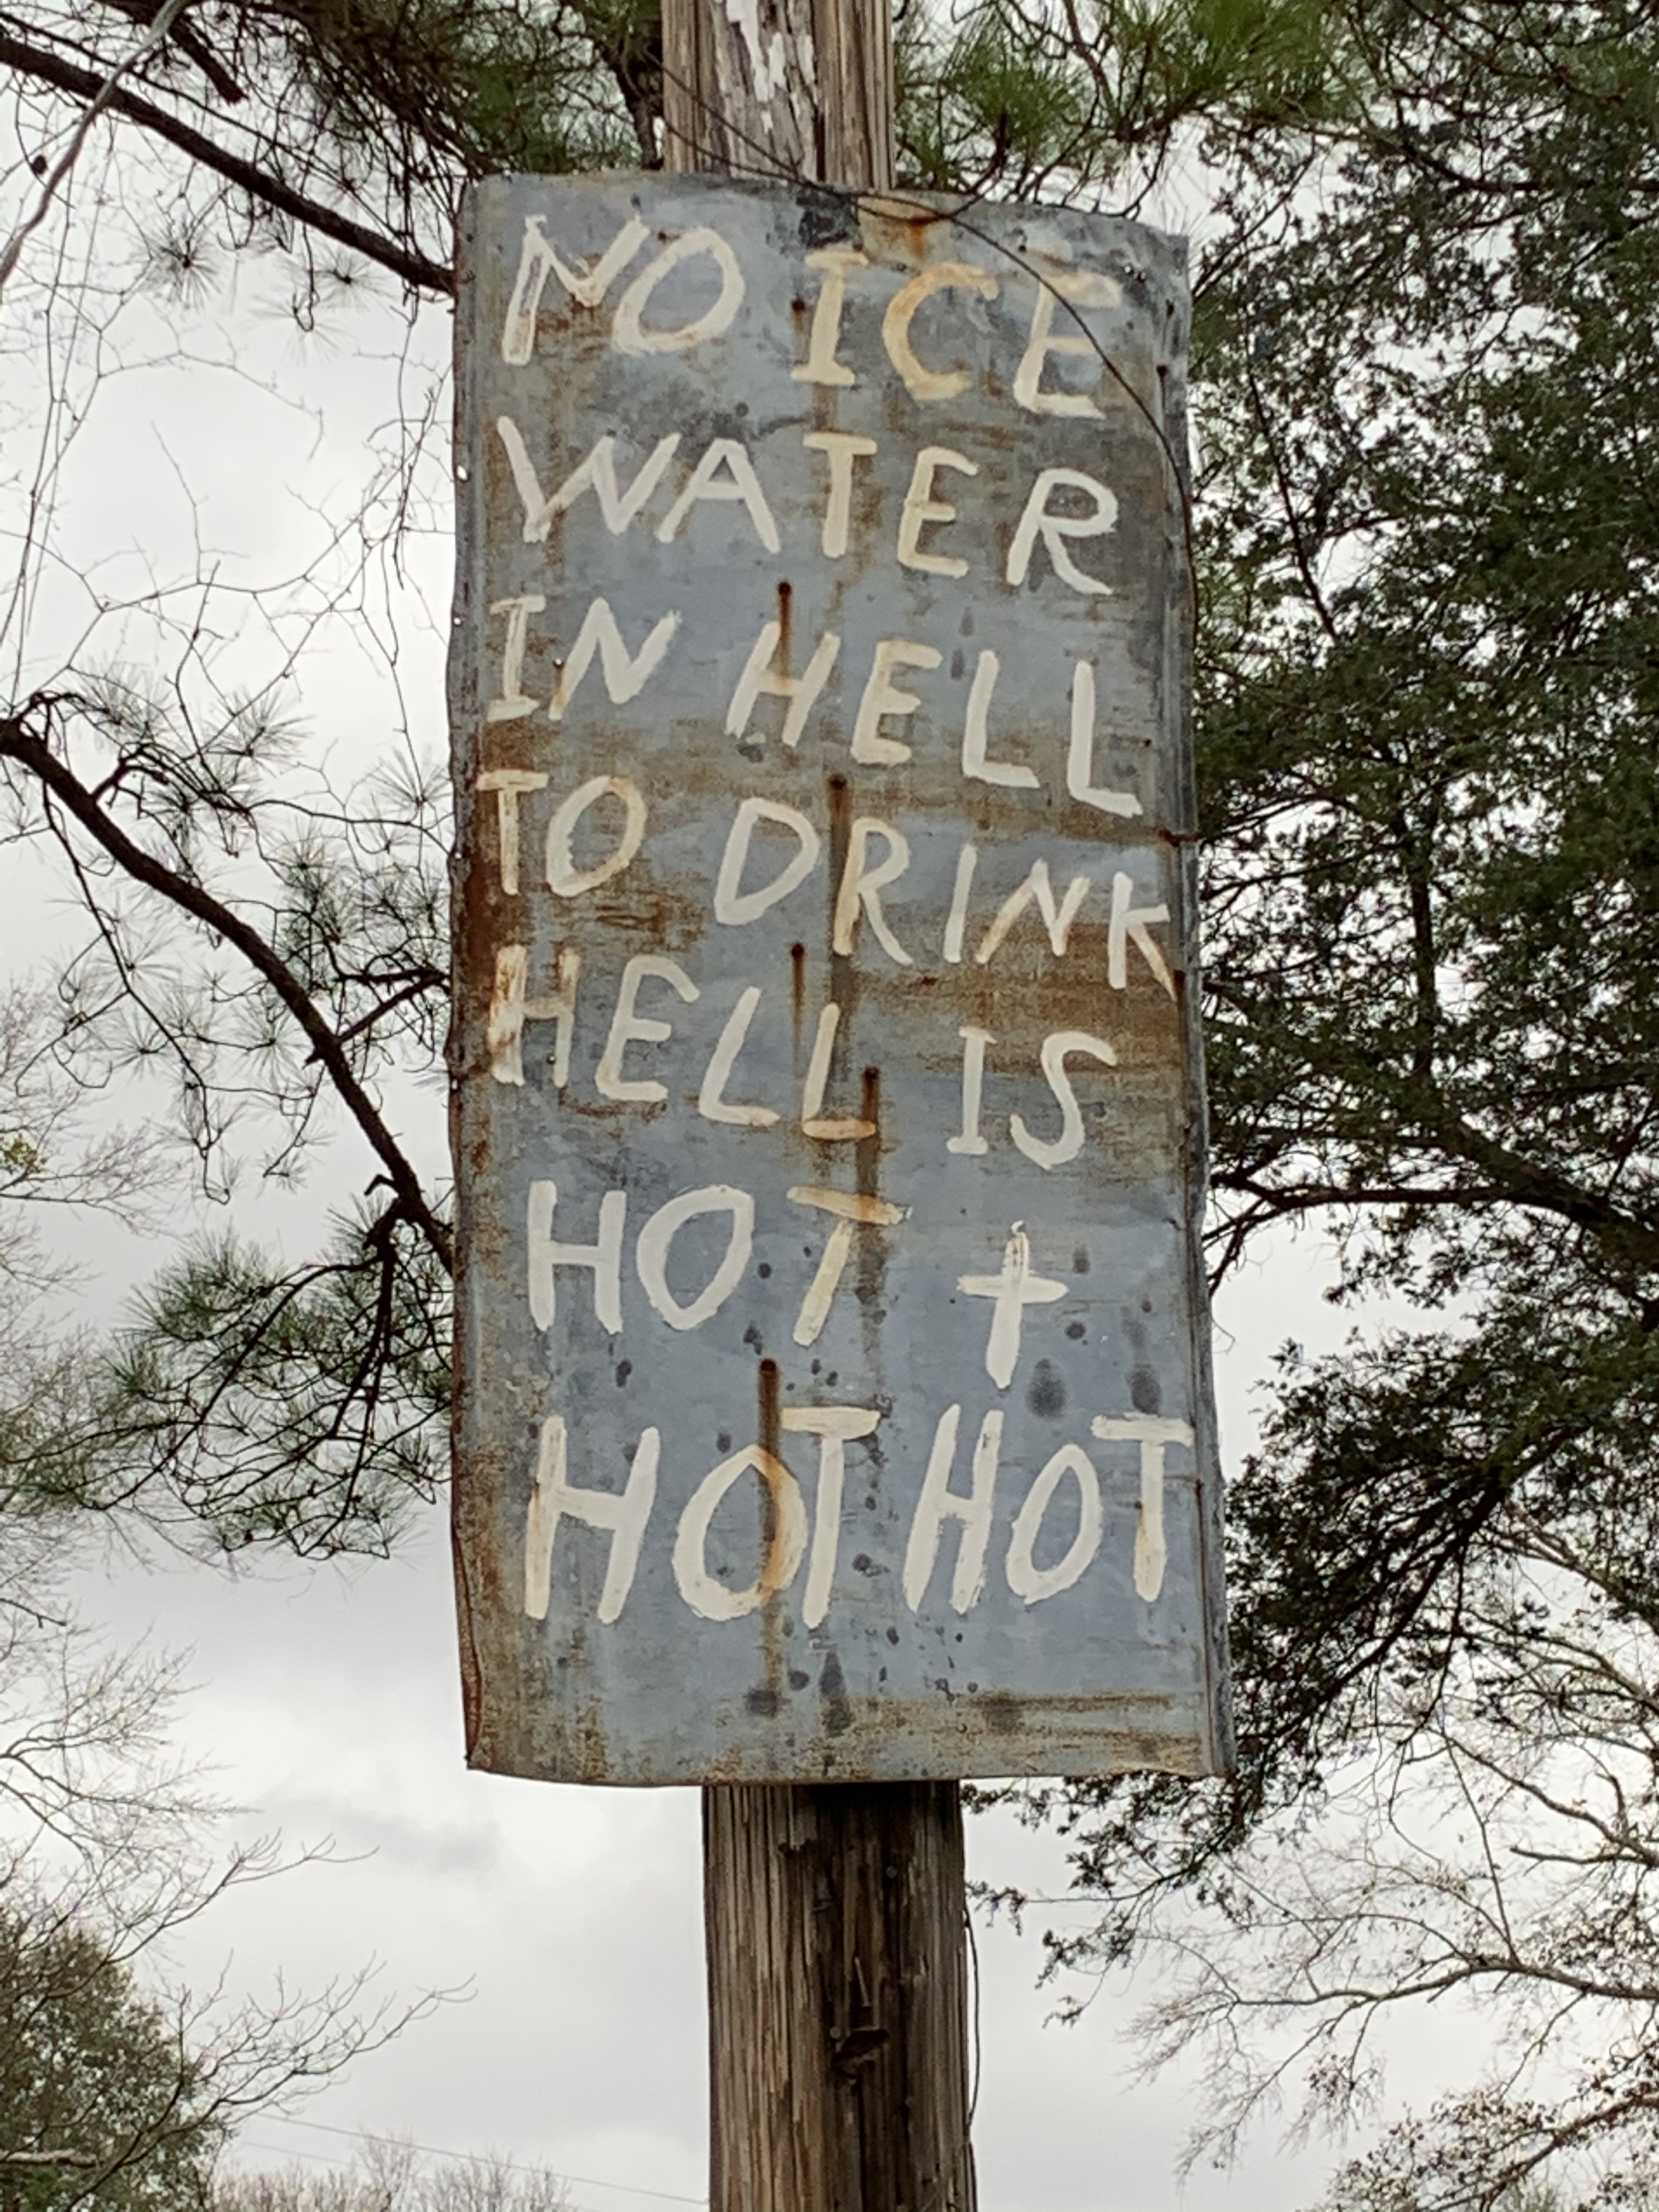 NO ICE
WATER
IN HELL
TO DRINK
HELL IS
HOT +
HOT HOT